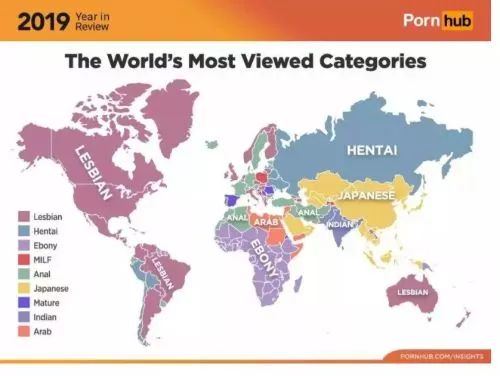 2019 Year in
Review
Porn hub
The World's Most Viewed Categories
LESBIAN
HENTAI
JAPANESE
ANAL
ARAB
ANAL
INDIAN
EBONY
LESBIAN
LESBIAN
Lesbian
Hentai
Ebony
MILF
Anal
Japanese
Mature
Indian
Arab
PORNHUB.COM/INSIGHTS